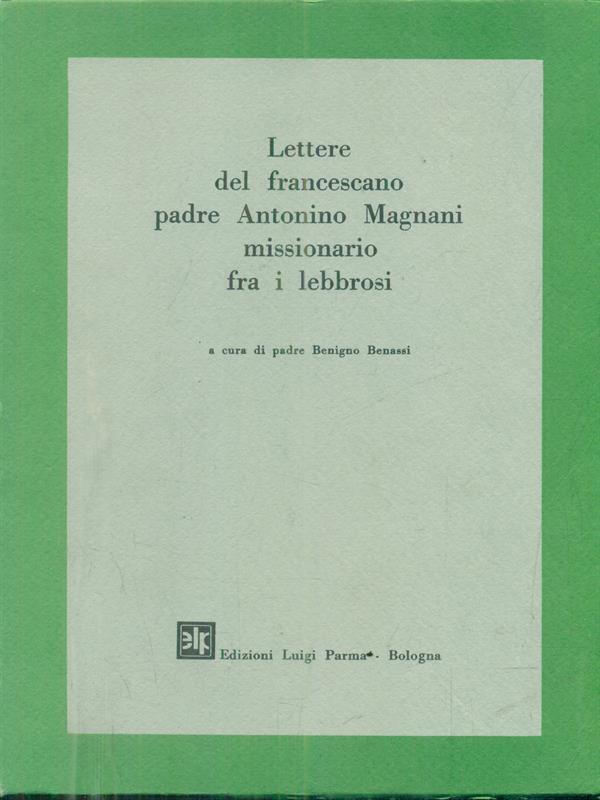 Lettere
del francescano
padre Antonino Magnani
missionario
fra i lebbrosi
a cura di padre Benigno Benassi
elp Edizioni Luigi Parma - Bologna